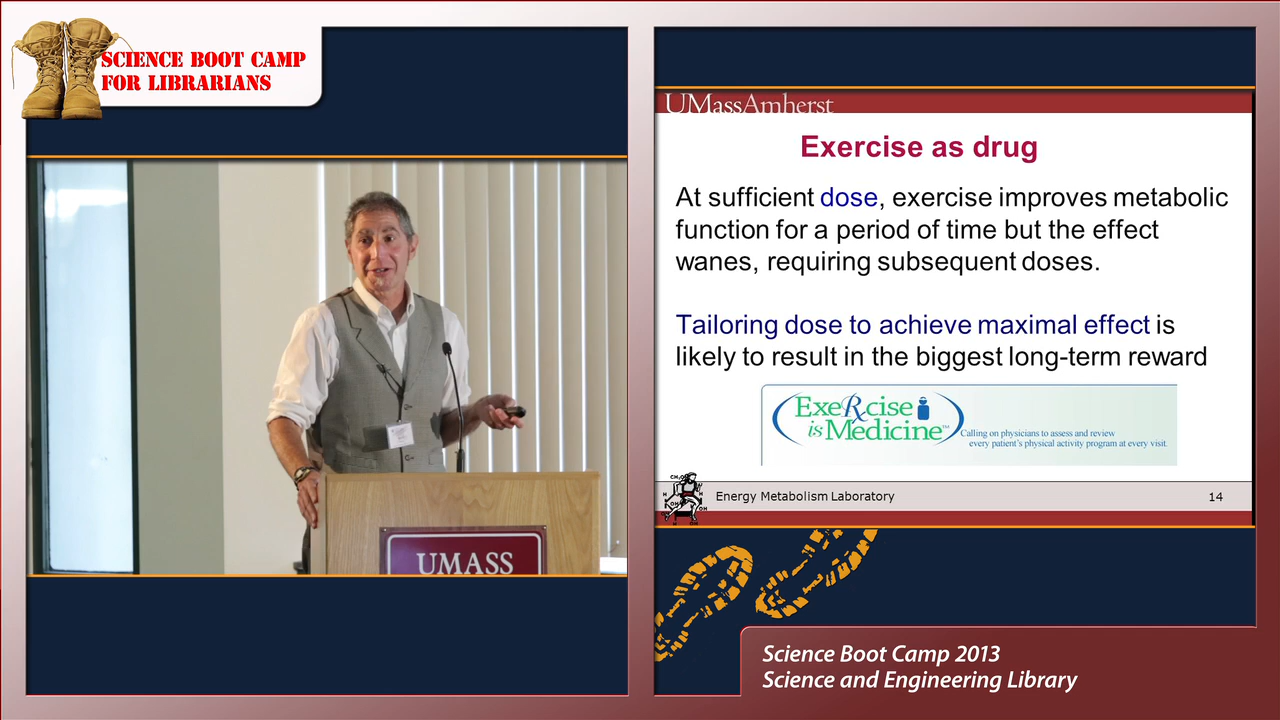 SCIENCE BOOT CAMP
FOR LIBRARIANS
UMASS
UMassAmherst
Exercise as drug
At sufficient dose, exercise improves metabolic
function for a period of time but the effect
wanes, requiring subsequent doses.
Tailoring dose to achieve maximal effect is
likely to result in the biggest long-term reward
ExeRcise
is Medicine™
Calling on physicians to assess and review
every patient's physical activity program at every visit.
Energy Metabolism Laboratory
14
Science Boot Camp 2013
Science and Engineering Library